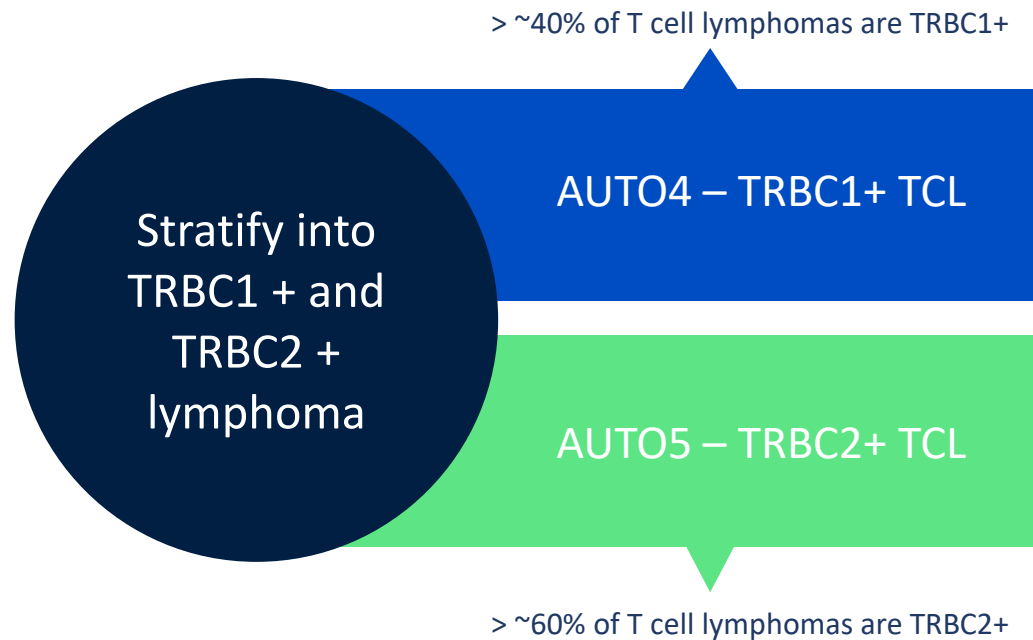 > ~40% of T cell lymphomas are TRBC1+
AUTO4 – TRBC1+ TCL
Stratify into
TRBC1 + and
TRBC2 +
lymphoma
AUTO5 – TRBC2+ TCL
> ~60% of T cell lymphomas are TRBC2+